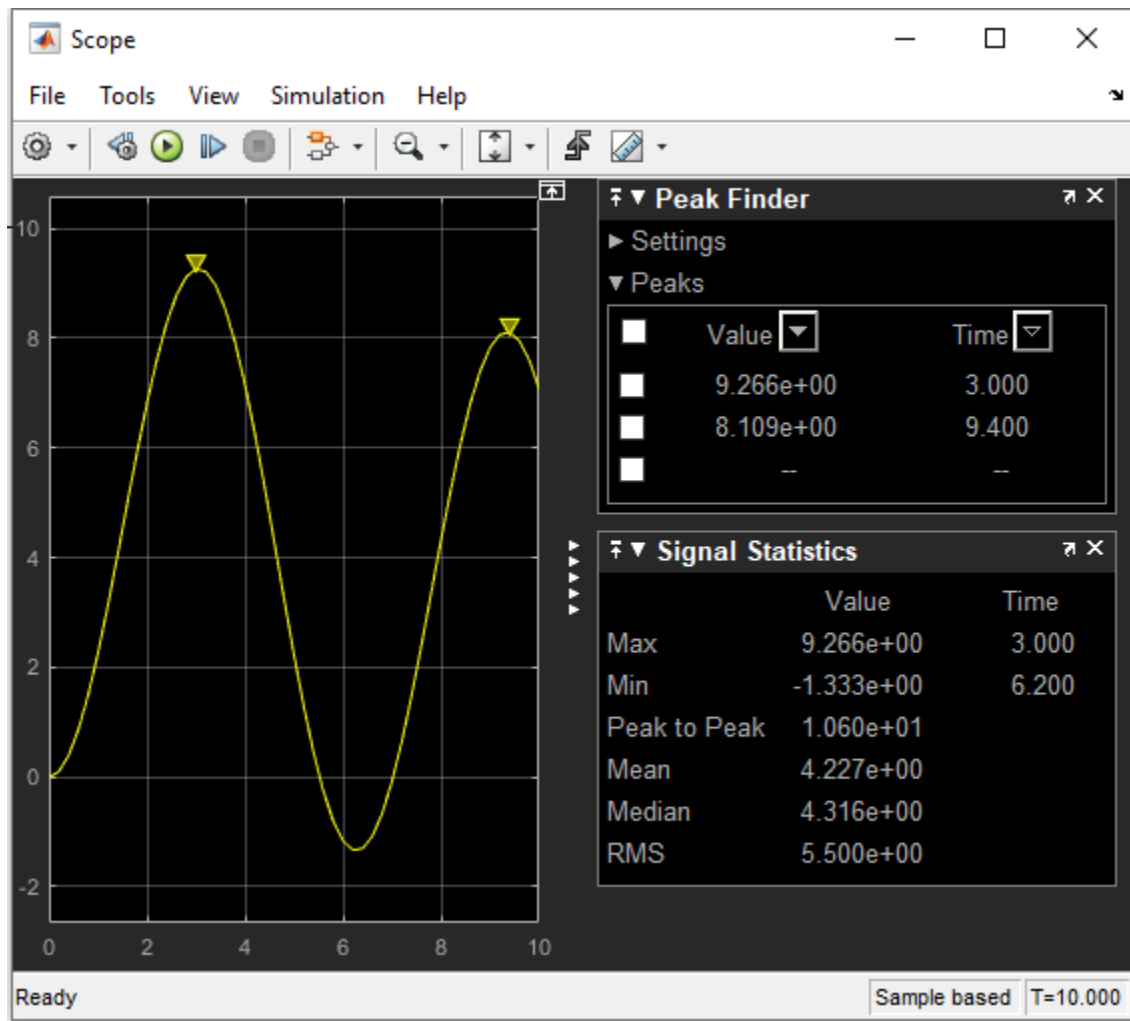 Scope
File Tools View Simulation Help
10
8
6
4
2
0
-2
0 2 4 6 8 10
Peak Finder
Settings
Peaks
Value Time
9.266e+00 3.000
8.109e+00 9.400
-- --
Signal Statistics
Value Time
Max 9.266e+00 3.000
Min -1.333e+00 6.200
Peak to Peak 1.060e+01
Mean 4.227e+00
Median 4.316e+00
RMS 5.500e+00
Ready Sample based T=10.000